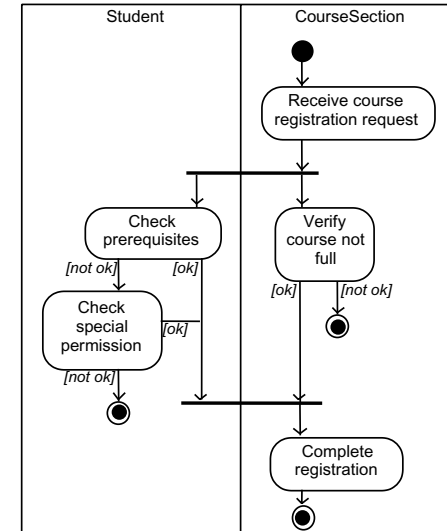 Student
CourseSection
Receive course
registration request
Check
prerequisites
Verify
course not
full
[not ok]
[ok]
[ok]
[not ok]
Check
special
permission
[ok]
[not ok]
Complete
registration